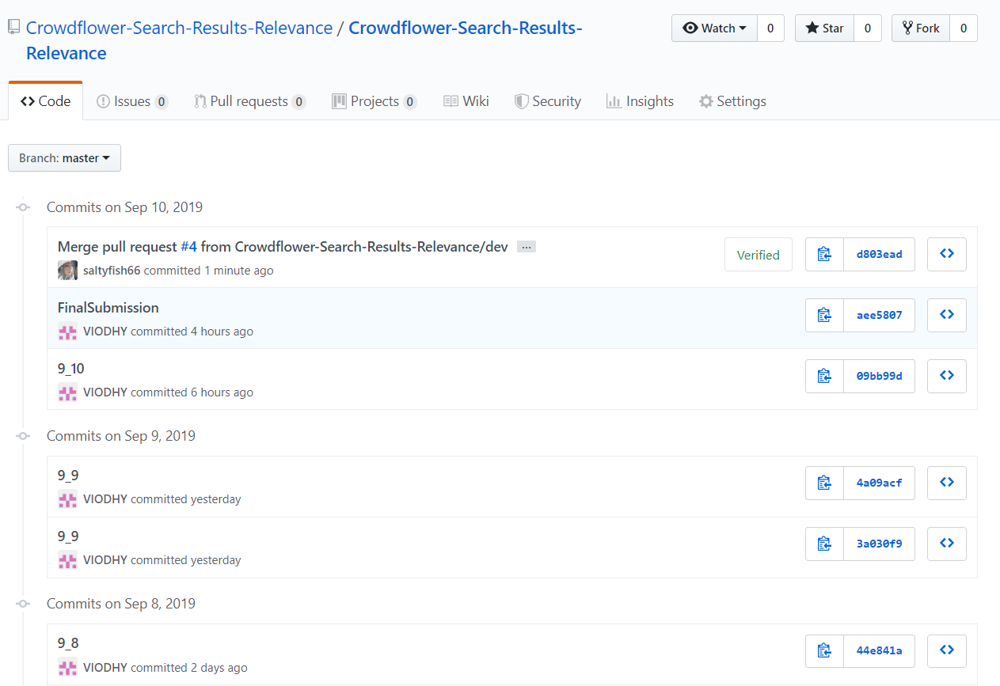 Crowdflower-Search-Results-Relevance / Crowdflower-Search-Results-
Relevance
Watch 0 Star 0 Fork 0
Code Issues 0 Pull requests 0 Projects 0 Wiki Security Insights Settings
Branch: master
Commits on Sep 10, 2019
Merge pull request #4 from Crowdflower-Search-Results-Relevance/dev ...
saltyfish66 committed 1 minute ago
Verified d803ead
FinalSubmission
VIODHY committed 4 hours ago
aee5807
9_10
VIODHY committed 6 hours ago
09bb99d
Commits on Sep 9, 2019
9_9
VIODHY committed yesterday
4a09acf
9_9
VIODHY committed yesterday
3a030f9
Commits on Sep 8, 2019
9_8
VIODHY committed 2 days ago
44e841a